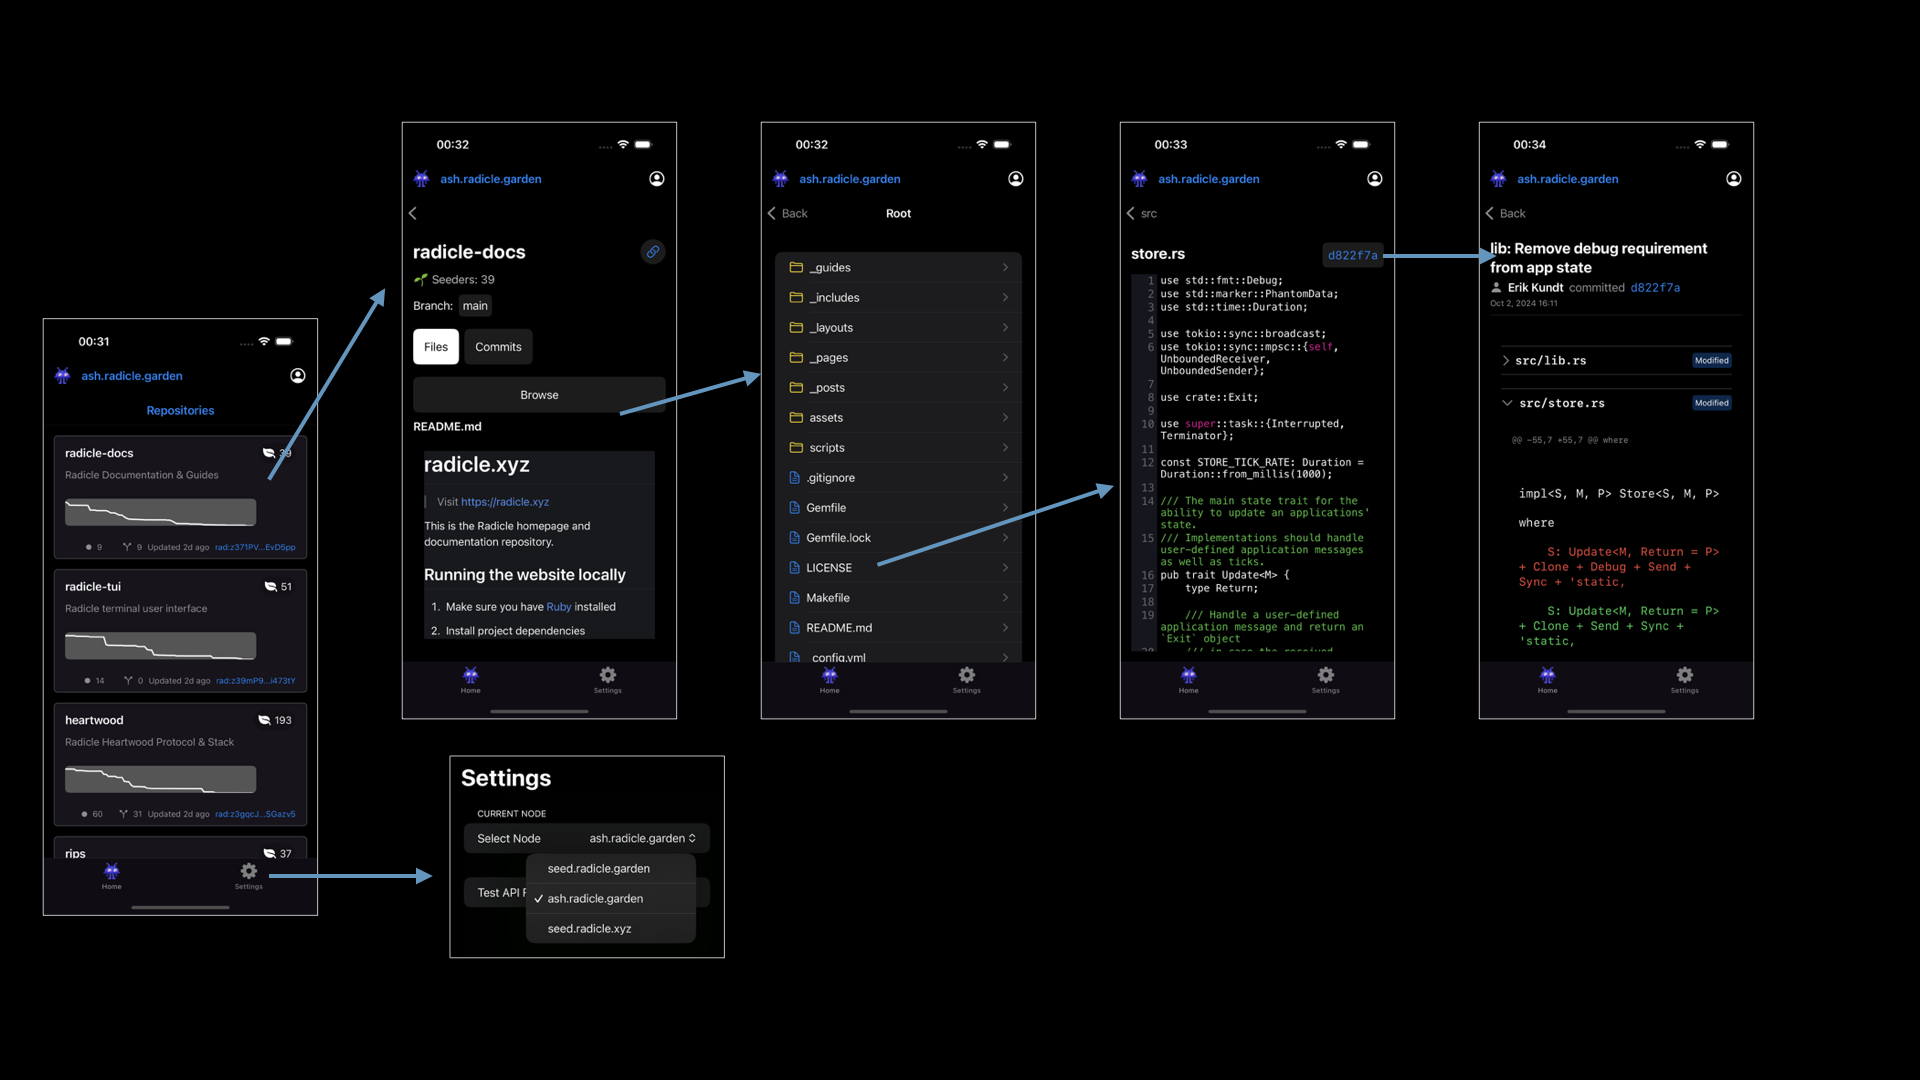 00:31
ash.radicle.garden
Repositories
radicle-docs
39
Radicle Documentation & Guides
9 9 Updated 2d ago rad:z371PV...EvD5pp
radicle-tui
51
Radicle terminal user interface
14 0 Updated 2d ago rad:z39mP9...i473tY
heartwood
193
Radicle Heartwood Protocol & Stack
60 31 Updated 2d ago rad:z3gqcJ...SGazv5
rips
37
Home
Settings
00:32
ash.radicle.garden
radicle-docs
Seeders: 39
Branch: main
Files
Commits
Browse
README.md
radicle.xyz
Visit https://radicle.xyz
This is the Radicle homepage and
documentation repository.
Running the website locally
1. Make sure you have Ruby installed
2. Install project dependencies
Home
Settings
00:32
ash.radicle.garden
Back
Root
_guides
_includes
_layouts
_pages
_posts
assets
scripts
.gitignore
Gemfile
Gemfile.lock
LICENSE
Makefile
README.md
_config.yml
Home
Settings
00:33
ash.radicle.garden
src
store.rs
d822f7a
1 use std::fmt::Debug;
2 use std::marker::PhantomData;
3 use std::time::Duration;
4
5 use tokio::sync::broadcast;
6 use tokio::sync::mpsc::{self,
UnboundedReceiver,
UnboundedSender};
7
8 use crate::Exit;
9
10 use super::task::{Interrupted,
Terminator};
11
12 const STORE_TICK_RATE: Duration =
Duration::from_millis(1000);
13
14 /// The main state trait for the
ability to update an applications'
state.
15 /// Implementations should handle
user-defined application messages
as well as ticks.
16 pub trait Update<M> {
17 type Return;
18
19 /// Handle a user-defined
application message and return an
`Exit` object
20 /// in case the received
Home
Settings
00:34
ash.radicle.garden
Back
lib: Remove debug requirement
from app state
Erik Kundt committed d822f7a
Oct 2, 2024 16:11
src/lib.rs
Modified
src/store.rs
Modified
@@ -55,7 +55,7 @@ where
impl<S, M, P> Store<S, M, P>
where
S: Update<M, Return = P>
+ Clone + Debug + Send +
Sync + 'static,
S: Update<M, Return = P>
+ Clone + Send + Sync +
'static,
Home
Settings
Settings
CURRENT NODE
Select Node
ash.radicle.garden
Test API
seed.radicle.garden
ash.radicle.garden
seed.radicle.xyz